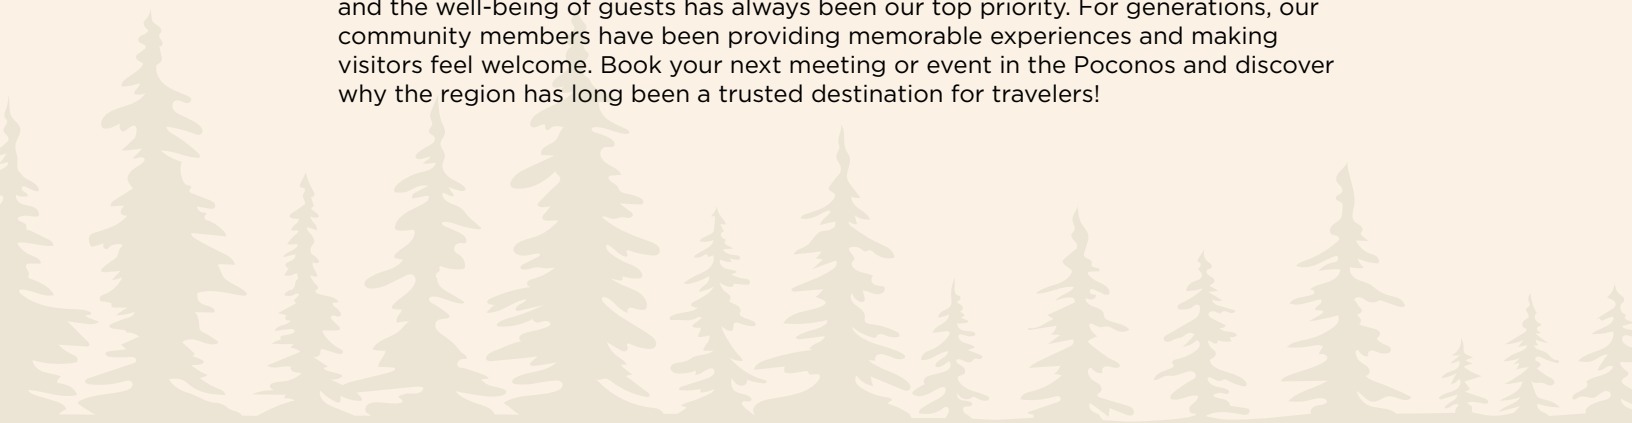 and the well-being of guests has always been our top priority. For generations, our
community members have been providing memorable experiences and making
visitors feel welcome. Book your next meeting or event in the Poconos and discover
why the region has long been a trusted destination for travelers!